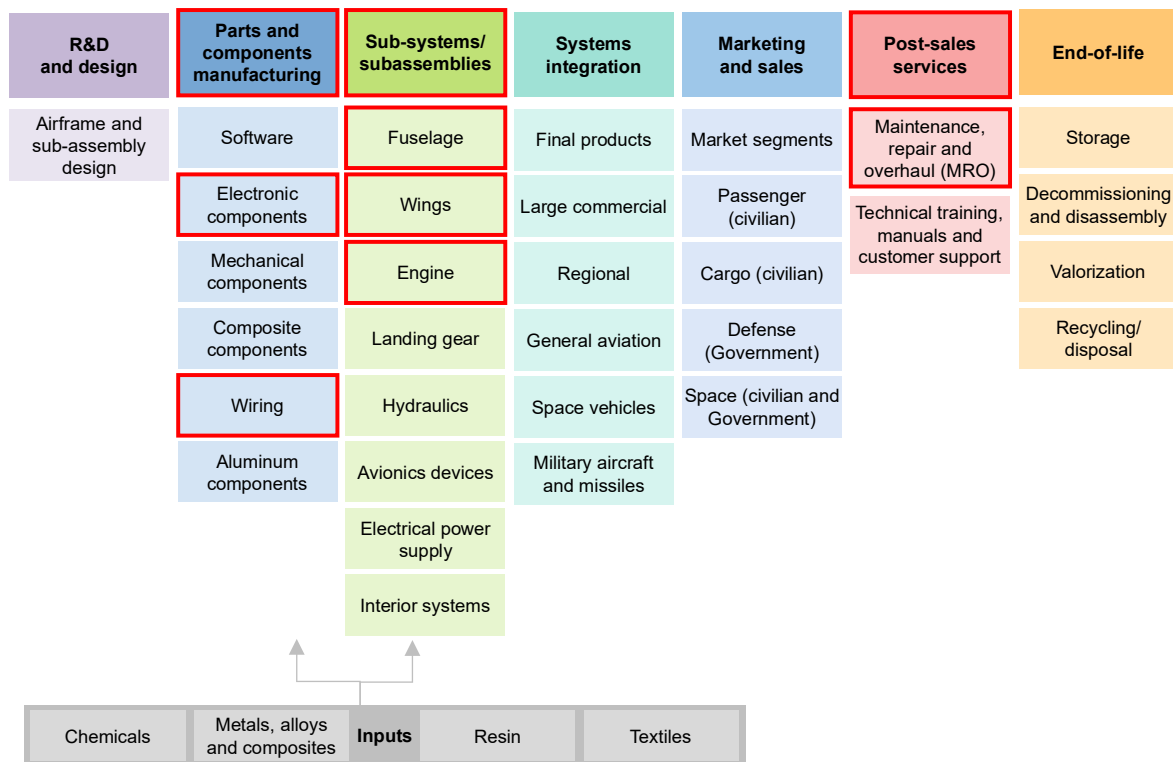 R&D
and design
Airframe and
sub-assembly
design
Parts and
components
manufacturing
Software
Electronic
components
Mechanical
components
Composite
components
Wiring
Aluminum
components
Sub-systems/
subassemblies
Fuselage
Wings
Engine
Landing gear
Hydraulics
Avionics devices
Electrical power
supply
Interior systems
Systems
integration
Final products
Large commercial
Regional
General aviation
Space vehicles
Military aircraft
and missiles
Marketing
and sales
Market segments
Passenger
(civilian)
Cargo (civilian)
Defense
(Government)
Space (civilian and
Government)
Post-sales
services
Maintenance,
repair and
overhaul (MRO)
Technical training,
manuals and
customer support
End-of-life
Storage
Decommissioning
and disassembly
Valorization
Recycling/
disposal
Chemicals
Metals, alloys
and composites
Inputs
Resin
Textiles